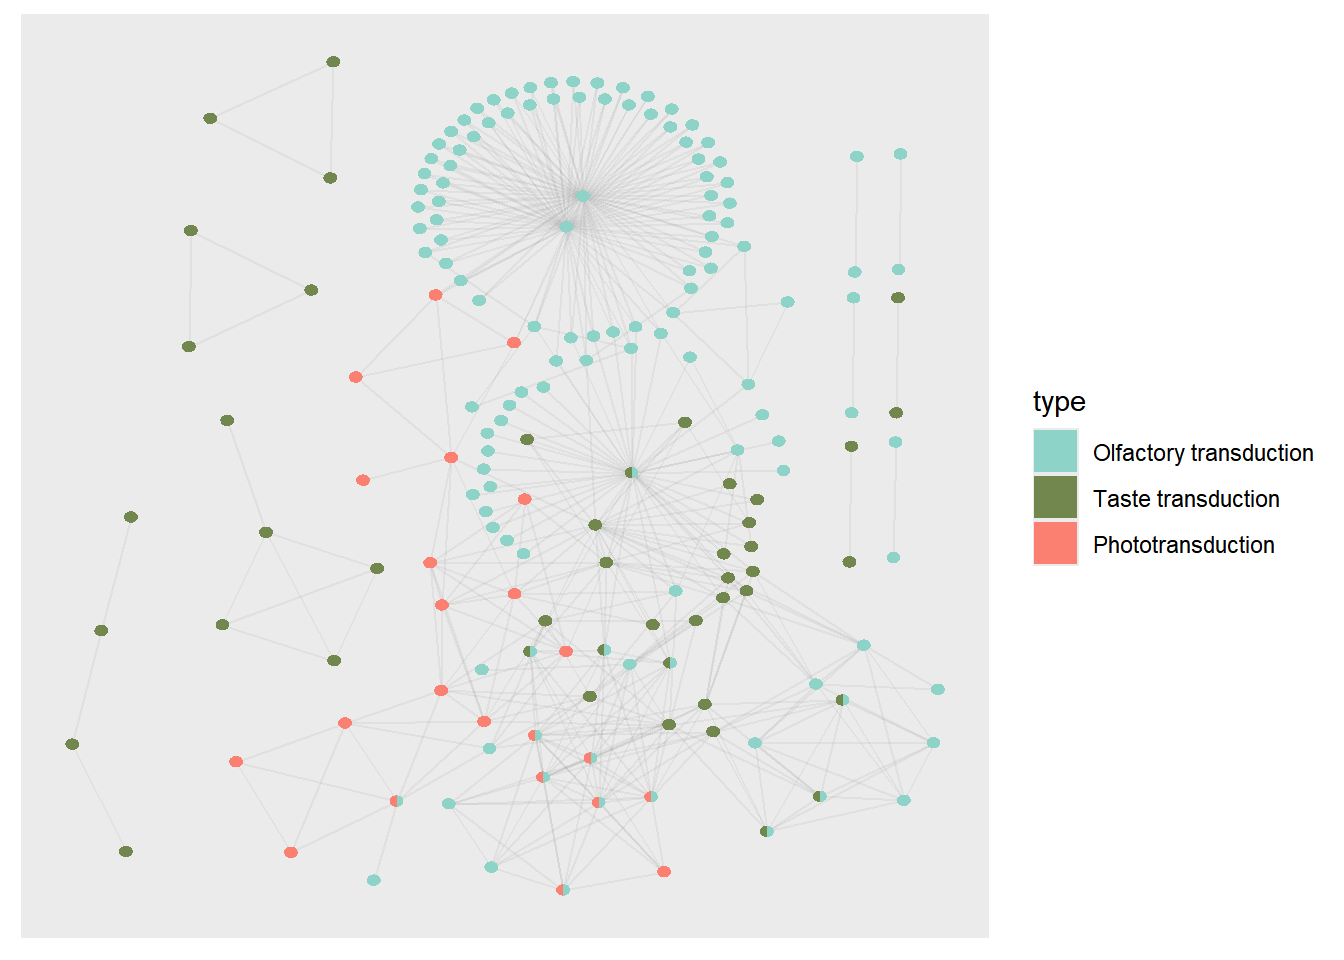 type
Olfactory transduction
Taste transduction
Phototransduction